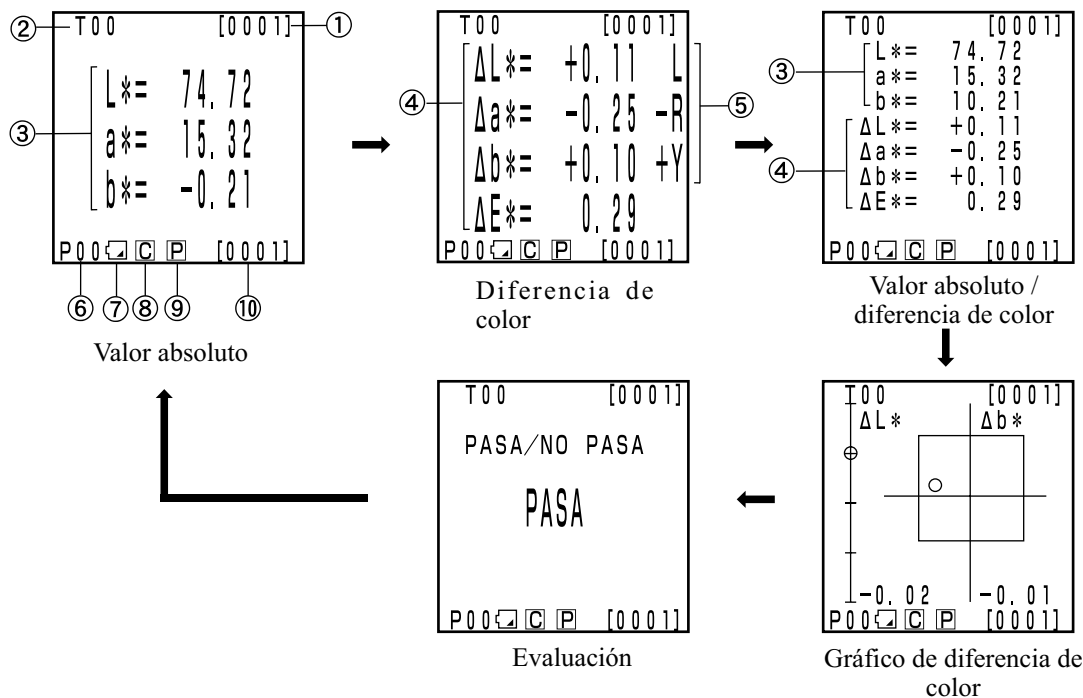 ② T00 [0001] ①
③ L*= 74.72
a*= 15.32
b*= -0.21
P00 C P [0001]
⑥ ⑦ ⑧ ⑨ ⑩
Valor absoluto
T00 [0001]
④ ΔL*= +0.11 L ⑤
Δa*= -0.25 -R
Δb*= +0.10 +Y
ΔE*= 0.29
P00 C P [0001]
Diferencia de
color
T00 [0001]
③ L*= 74.72
a*= 15.32
b*= 10.21
④ ΔL*= +0.11
Δa*= -0.25
Δb*= +0.10
ΔE*= 0.29
P00 C P [0001]
Valor absoluto /
diferencia de color
T00 [0001]
ΔL* Δb*
-0.02 -0.01
P00 C P [0001]
Gráfico de diferencia de
color
T00 [0001]
PASA/NO PASA
PASA
P00 C P [0001]
Evaluación